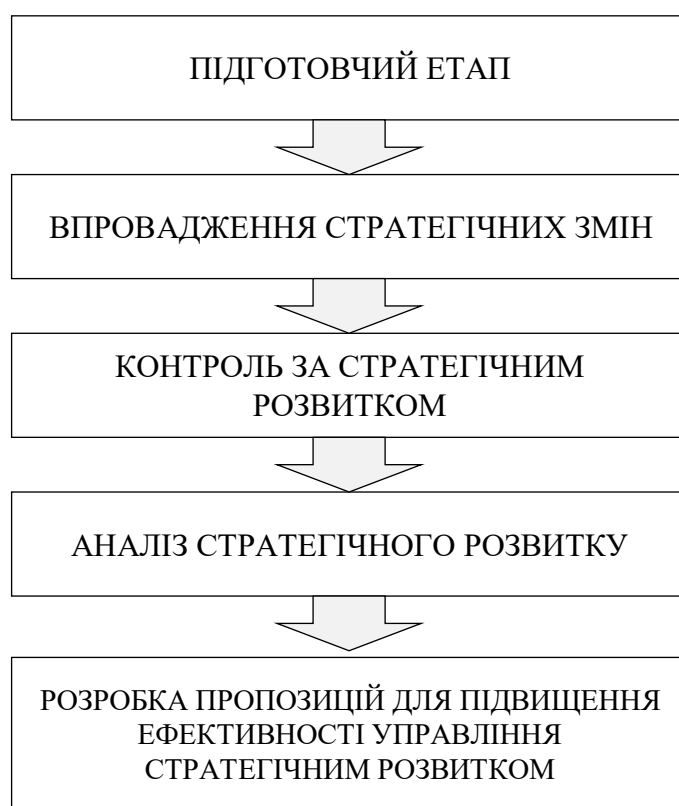 ПІДГОТОВЧИЙ ЕТАП
ВПРОВАДЖЕННЯ СТРАТЕГІЧНИХ ЗМІН
КОНТРОЛЬ ЗА СТРАТЕГІЧНИМ
РОЗВИТКОМ
АНАЛІЗ СТРАТЕГІЧНОГО РОЗВИТКУ
РОЗРОБКА ПРОПОЗИЦІЙ ДЛЯ ПІДВИЩЕННЯ
ЕФЕКТИВНОСТІ УПРАВЛІННЯ
СТРАТЕГІЧНИМ РОЗВИТКОМ